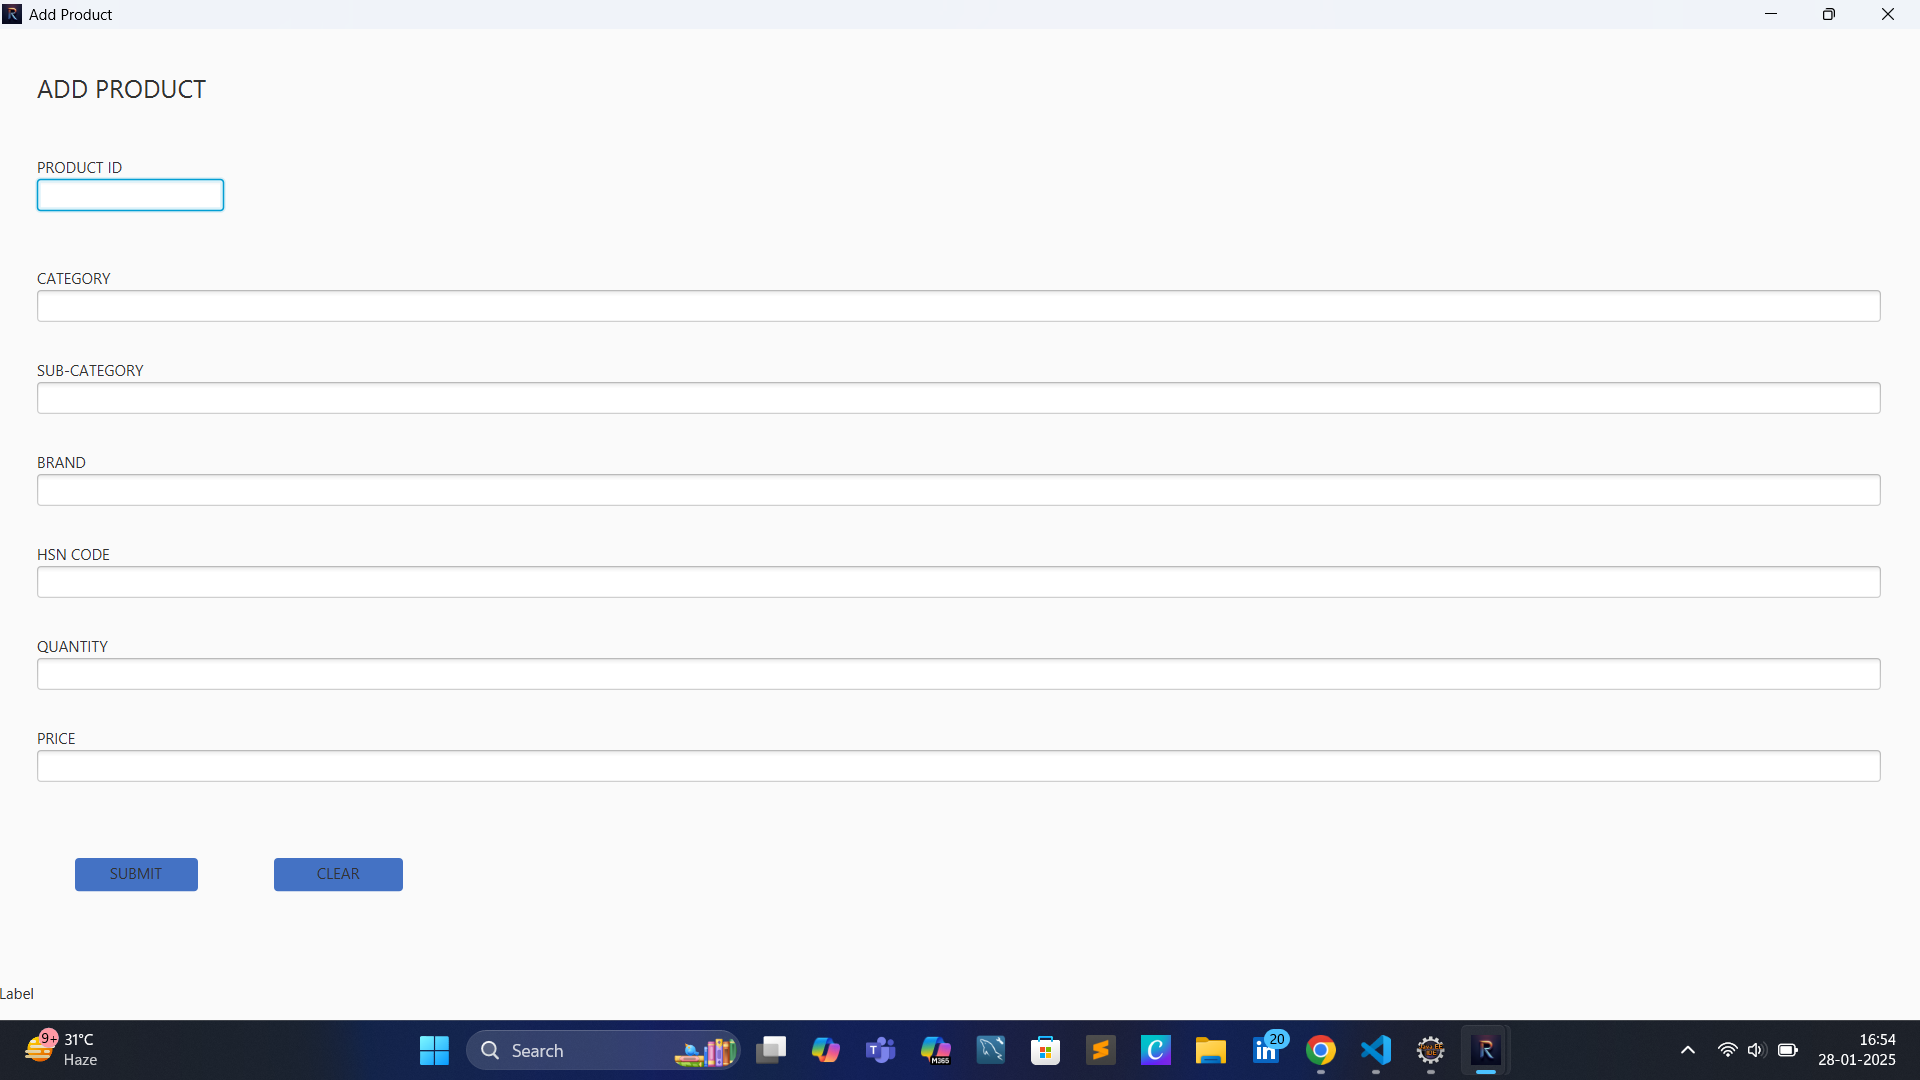 Add Product
ADD PRODUCT
PRODUCT ID
CATEGORY
SUB-CATEGORY
BRAND
HSN CODE
QUANTITY
PRICE
SUBMIT CLEAR
Label
9+ 31°C
Haze
Search
M365
20
16:54
28-01-2025